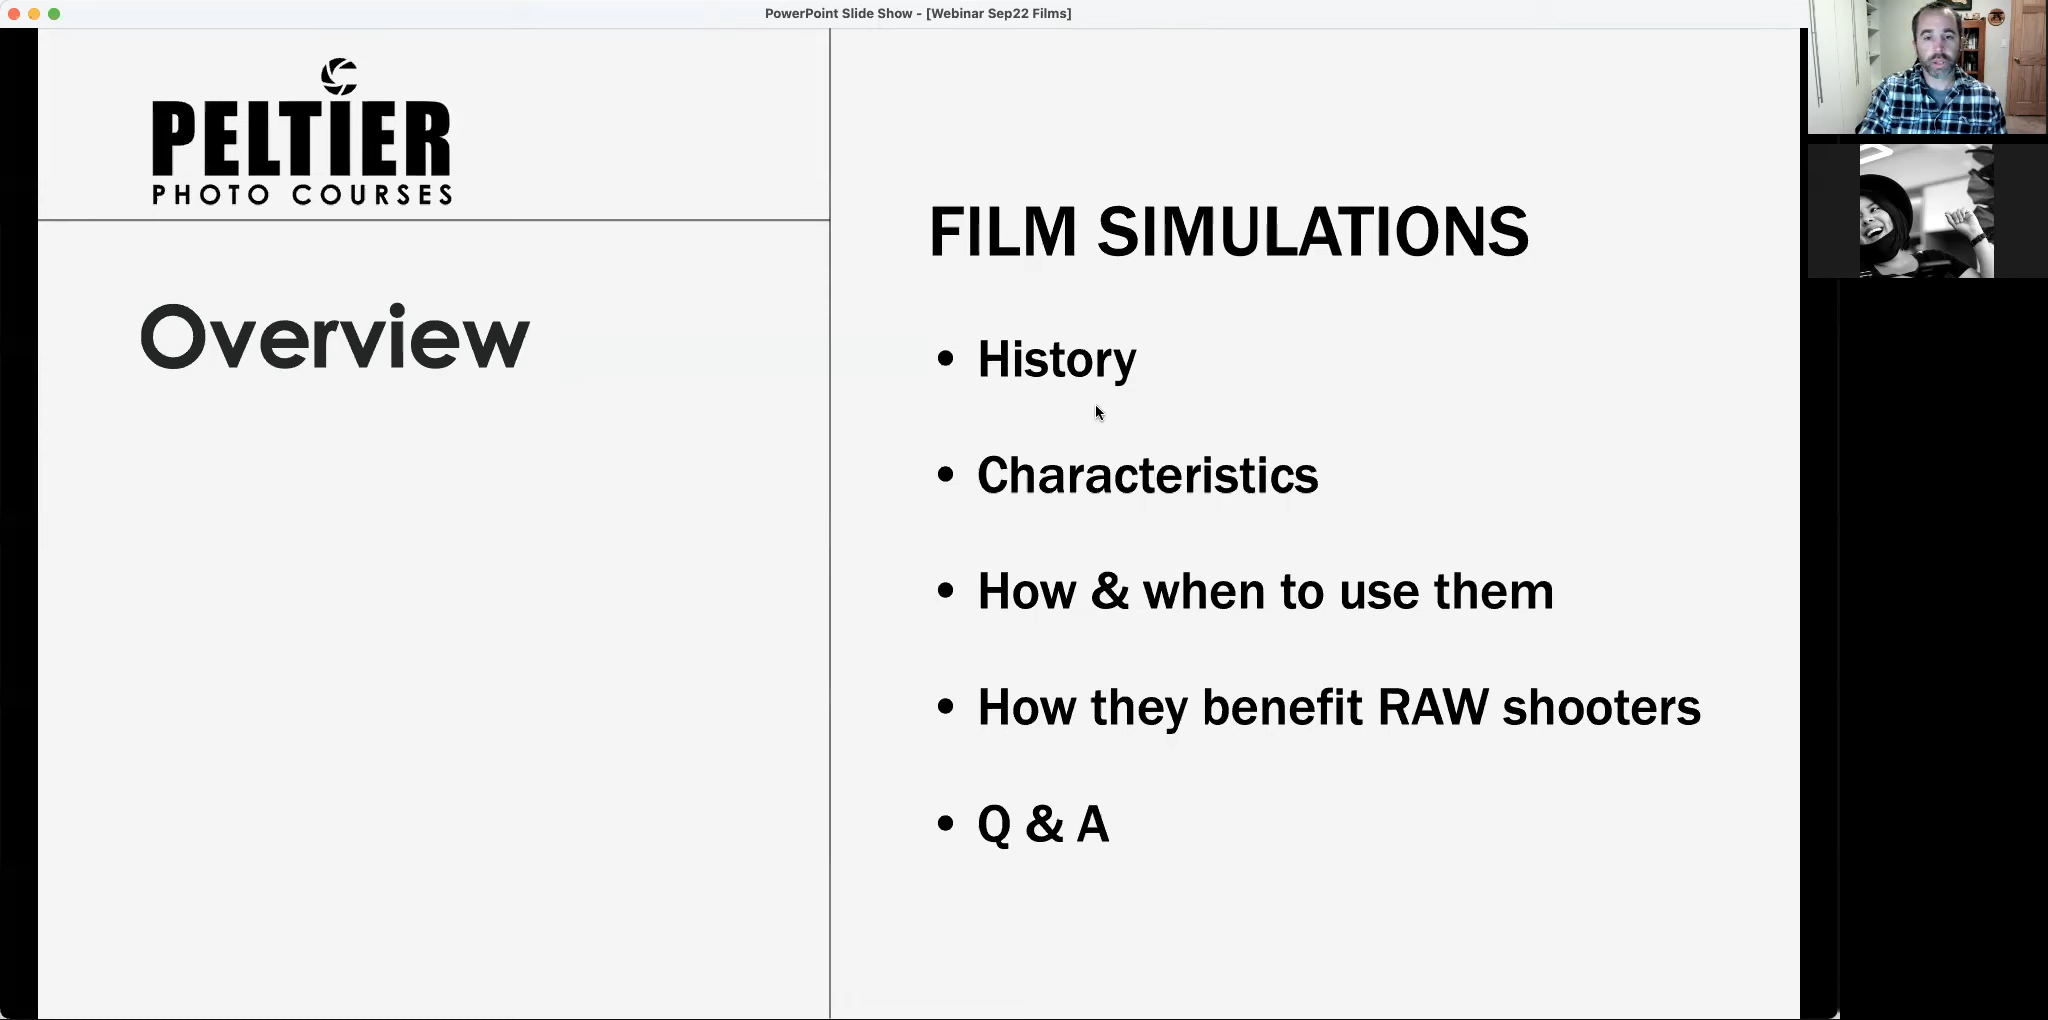 PowerPoint Slide Show - [Webinar Sep22 Films]
PELTIER
PHOTO COURSES
Overview
FILM SIMULATIONS
• History
• Characteristics
• How & when to use them
• How they benefit RAW shooters
• Q & A